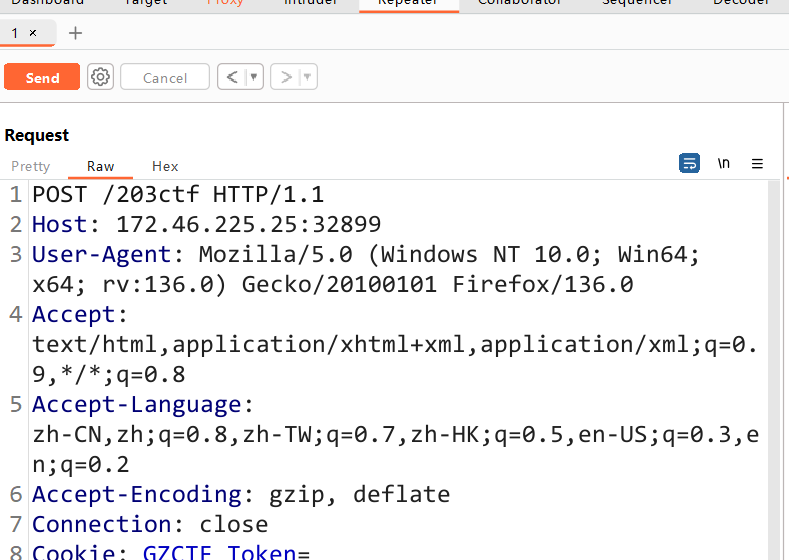 Dashboard Target Proxy Intruder Repeater Collaborator Sequencer Decoder
1 × +
Send Cancel < >
Request
Pretty Raw Hex \n
1 POST /203ctf HTTP/1.1
2 Host: 172.46.225.25:32899
3 User-Agent: Mozilla/5.0 (Windows NT 10.0; Win64;
x64; rv:136.0) Gecko/20100101 Firefox/136.0
4 Accept:
text/html,application/xhtml+xml,application/xml;q=0.
9,*/*;q=0.8
5 Accept-Language:
zh-CN,zh;q=0.8,zh-TW;q=0.7,zh-HK;q=0.5,en-US;q=0.3,e
n;q=0.2
6 Accept-Encoding: gzip, deflate
7 Connection: close
8 Cookie: GZCTF_Token=